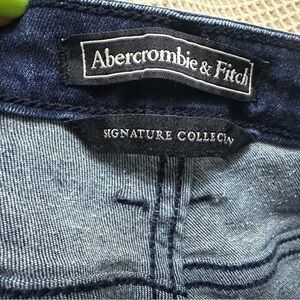 Abercrombie & Fitch
SIGNATURE COLLECTION